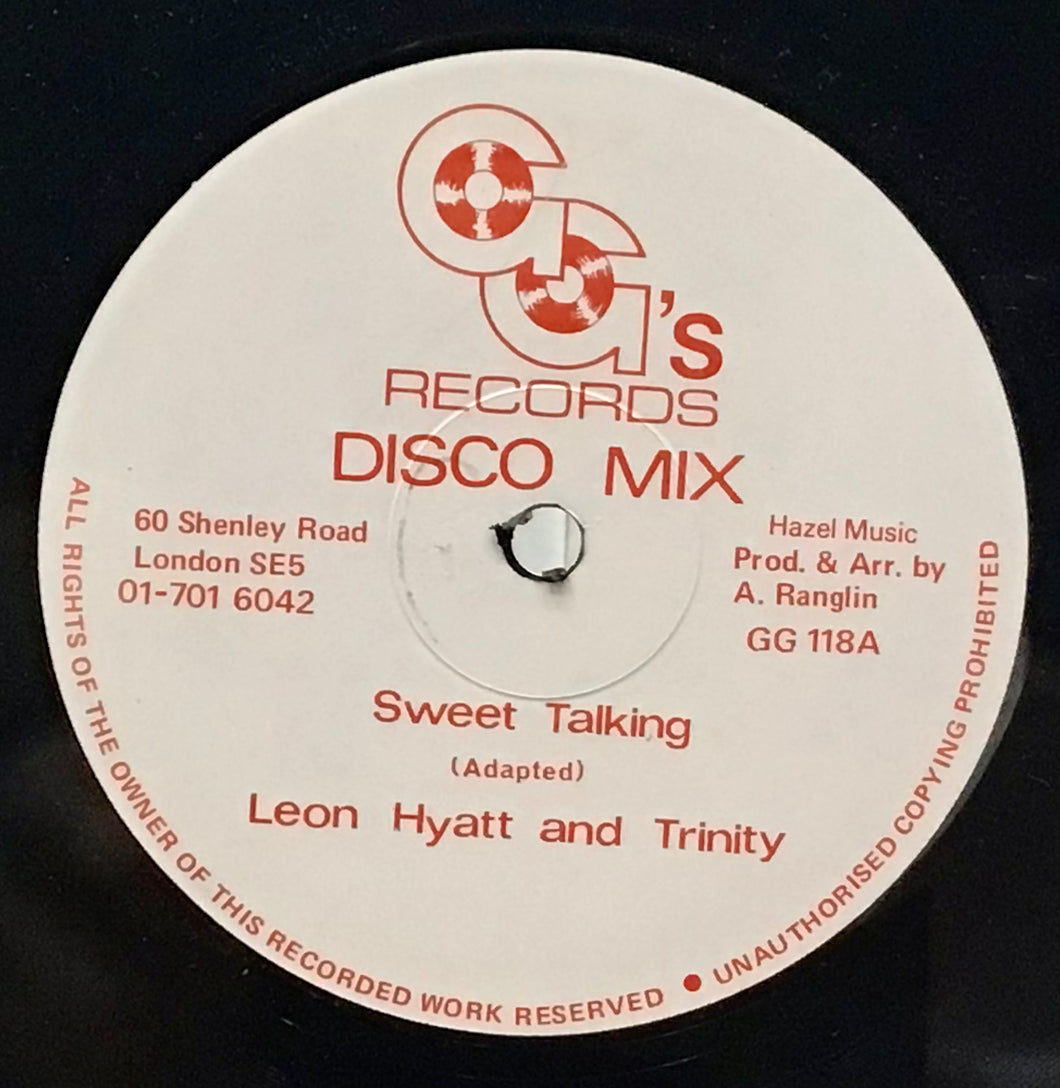 GG's
RECORDS
DISCO MIX
60 Shenley Road
London SE5
01-701 6042
Hazel Music
Prod. & Arr. by
A. Ranglin
GG 118A
Sweet Talking
(Adapted)
Leon Hyatt and Trinity
ALL RIGHTS OF THE OWNER OF THIS RECORDED WORK RESERVED ● UNAUTHORISED COPYING PROHIBITED